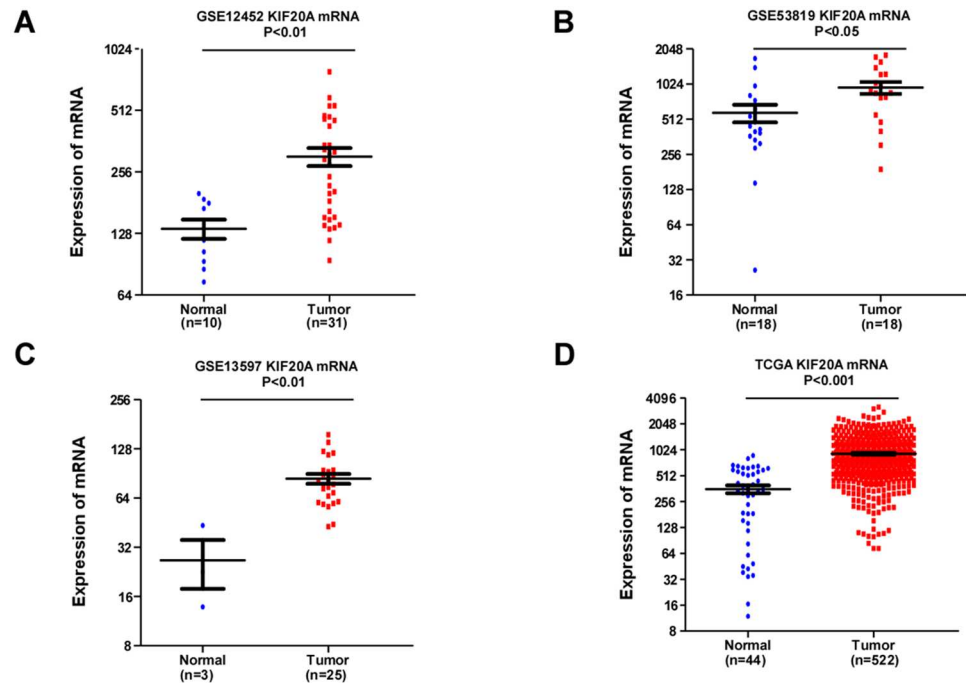 A
GSE12452 KIF20A mRNA
P<0.01
Expression of mRNA
1024
512
256
128
64
Normal
(n=10)
Tumor
(n=31)
B
GSE53819 KIF20A mRNA
P<0.05
Expression of mRNA
2048
1024
512
256
128
64
32
16
Normal
(n=18)
Tumor
(n=18)
C
GSE13597 KIF20A mRNA
P<0.01
Expression of mRNA
256
128
64
32
16
8
Normal
(n=3)
Tumor
(n=25)
D
TCGA KIF20A mRNA
P<0.001
Expression of mRNA
4096
2048
1024
512
256
128
64
32
16
8
Normal
(n=44)
Tumor
(n=522)